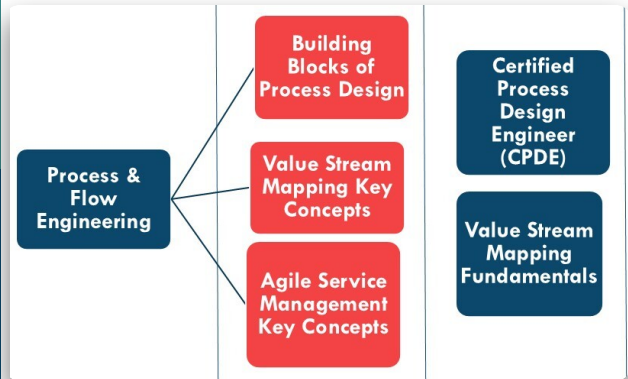 Process &
Flow
Engineering
Building
Blocks of
Process Design
Value Stream
Mapping Key
Concepts
Agile Service
Management
Key Concepts
Certified
Process
Design
Engineer
(CPDE)
Value Stream
Mapping
Fundamentals